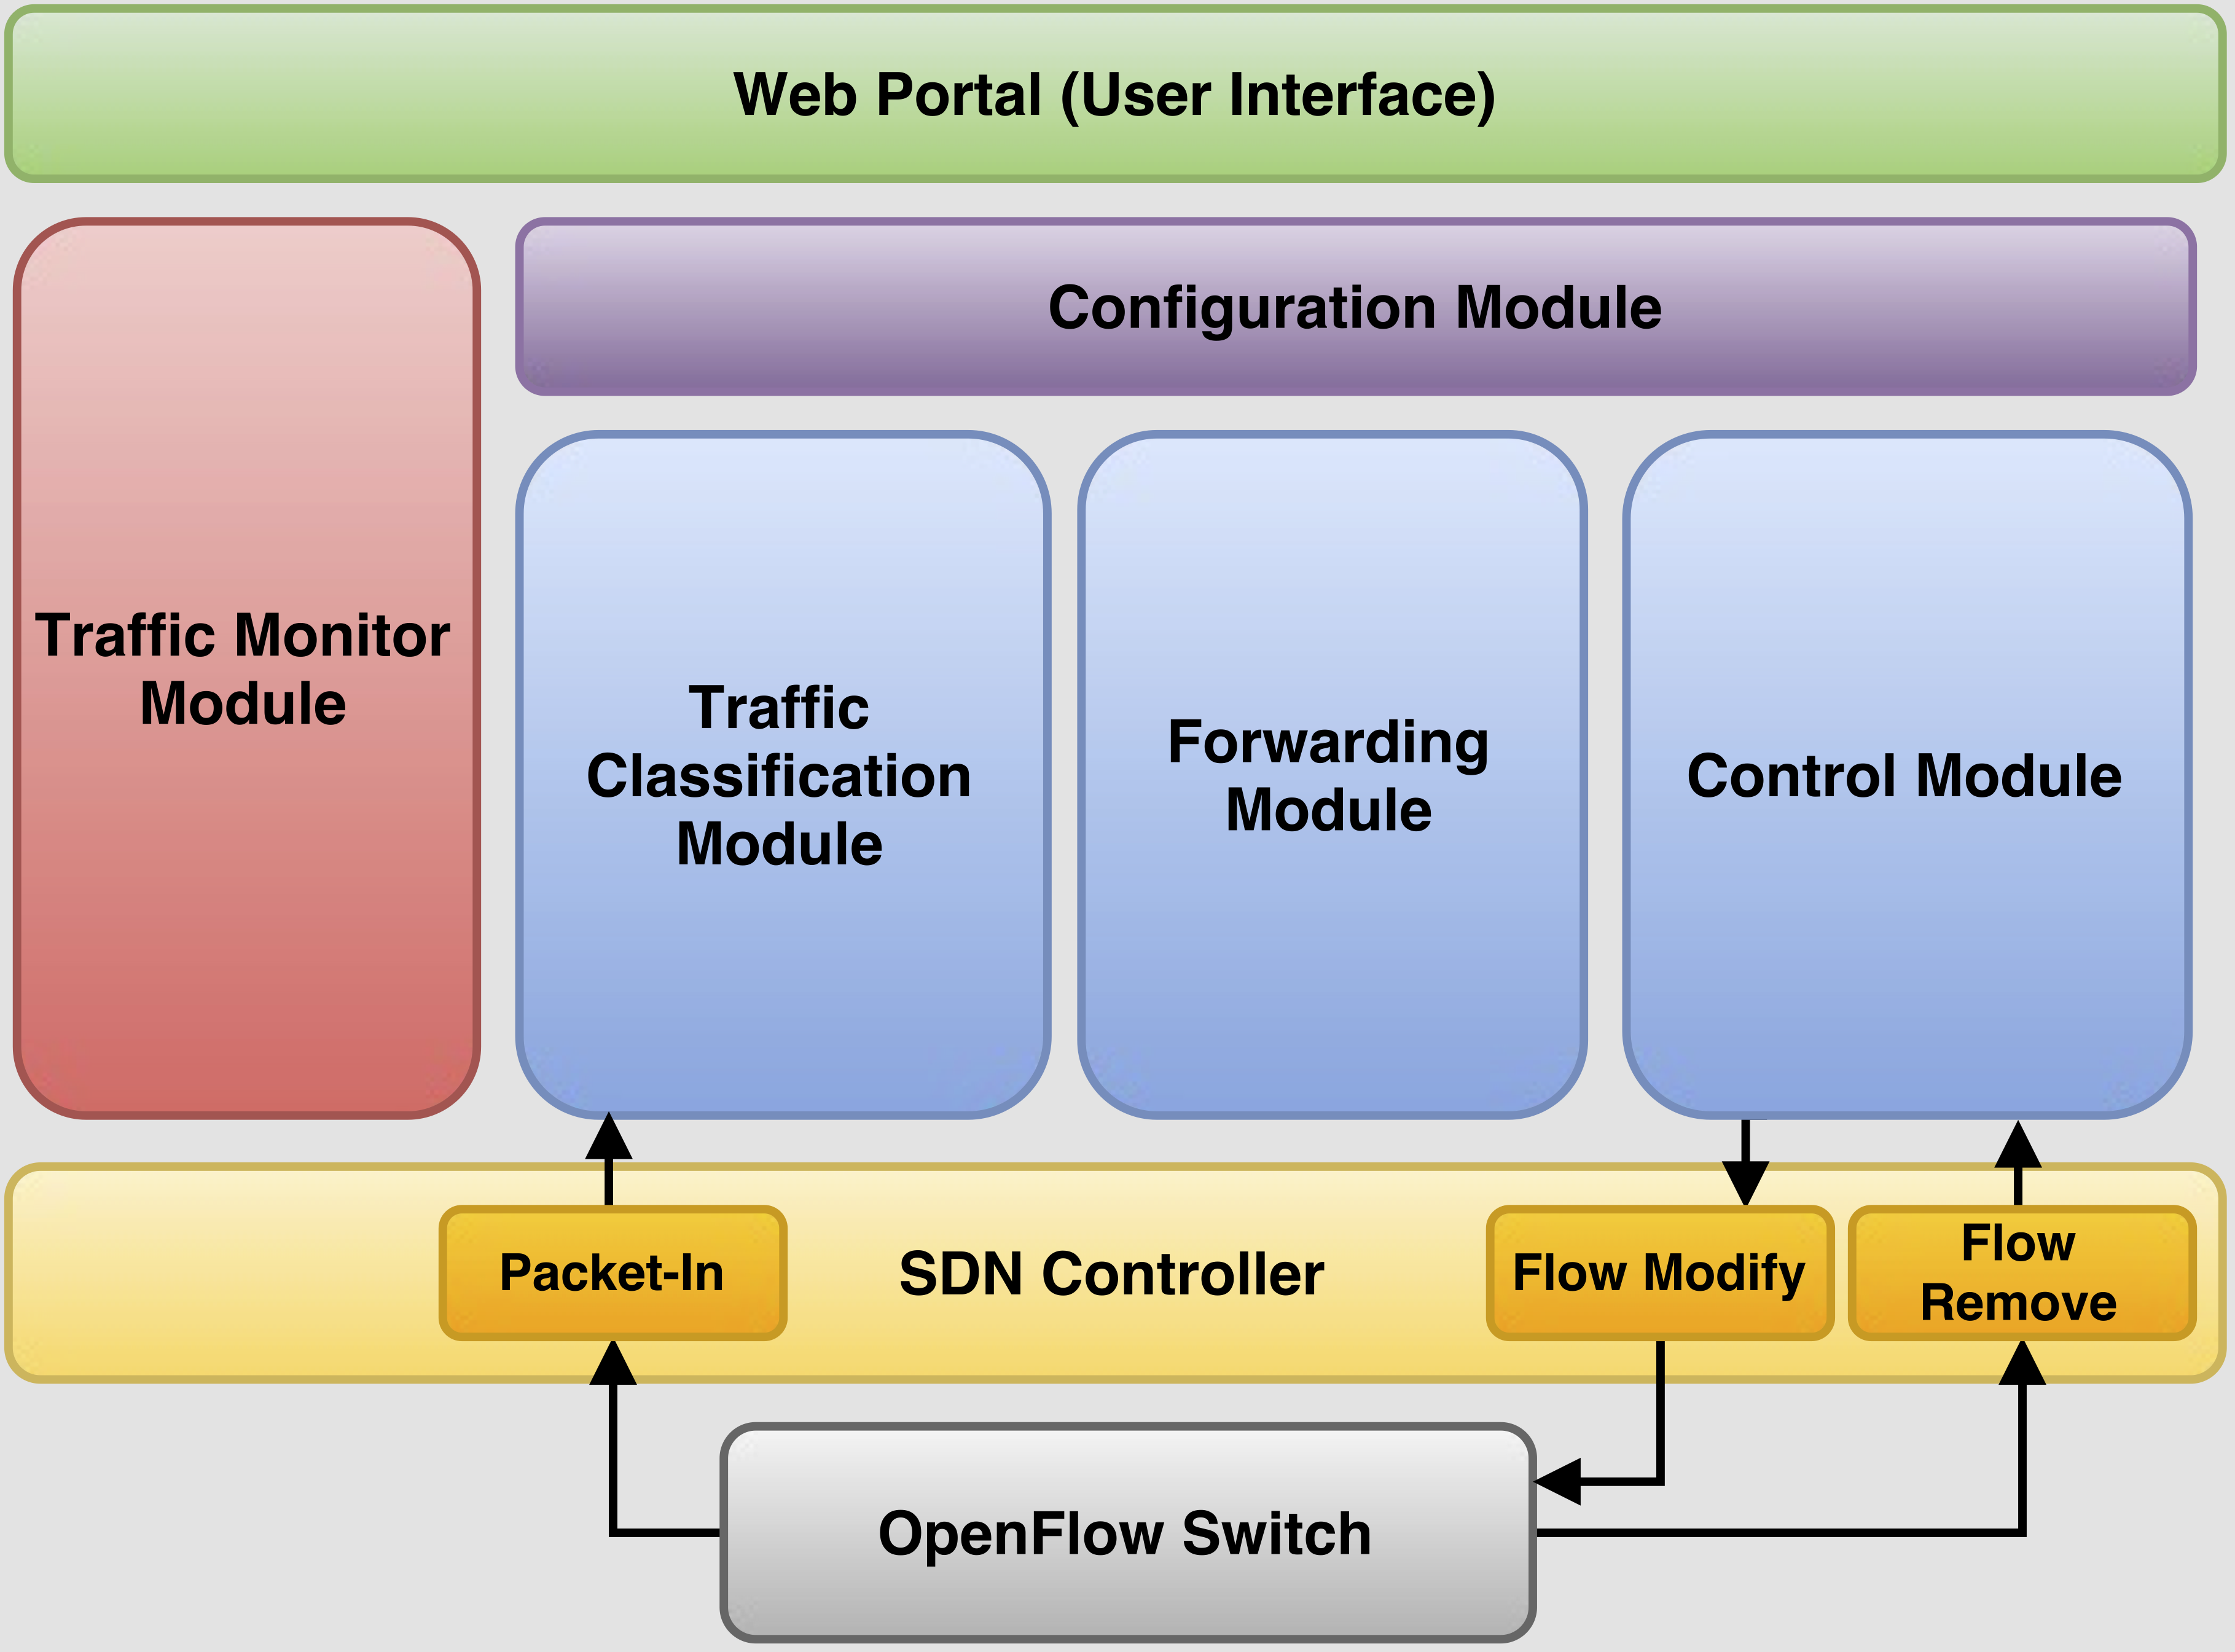 Web Portal (User Interface)
Configuration Module
Traffic Monitor
Module
Traffic
Classification
Module
Forwarding
Module
Control Module
Packet-In
SDN Controller
Flow Modify
Flow
Remove
OpenFlow Switch